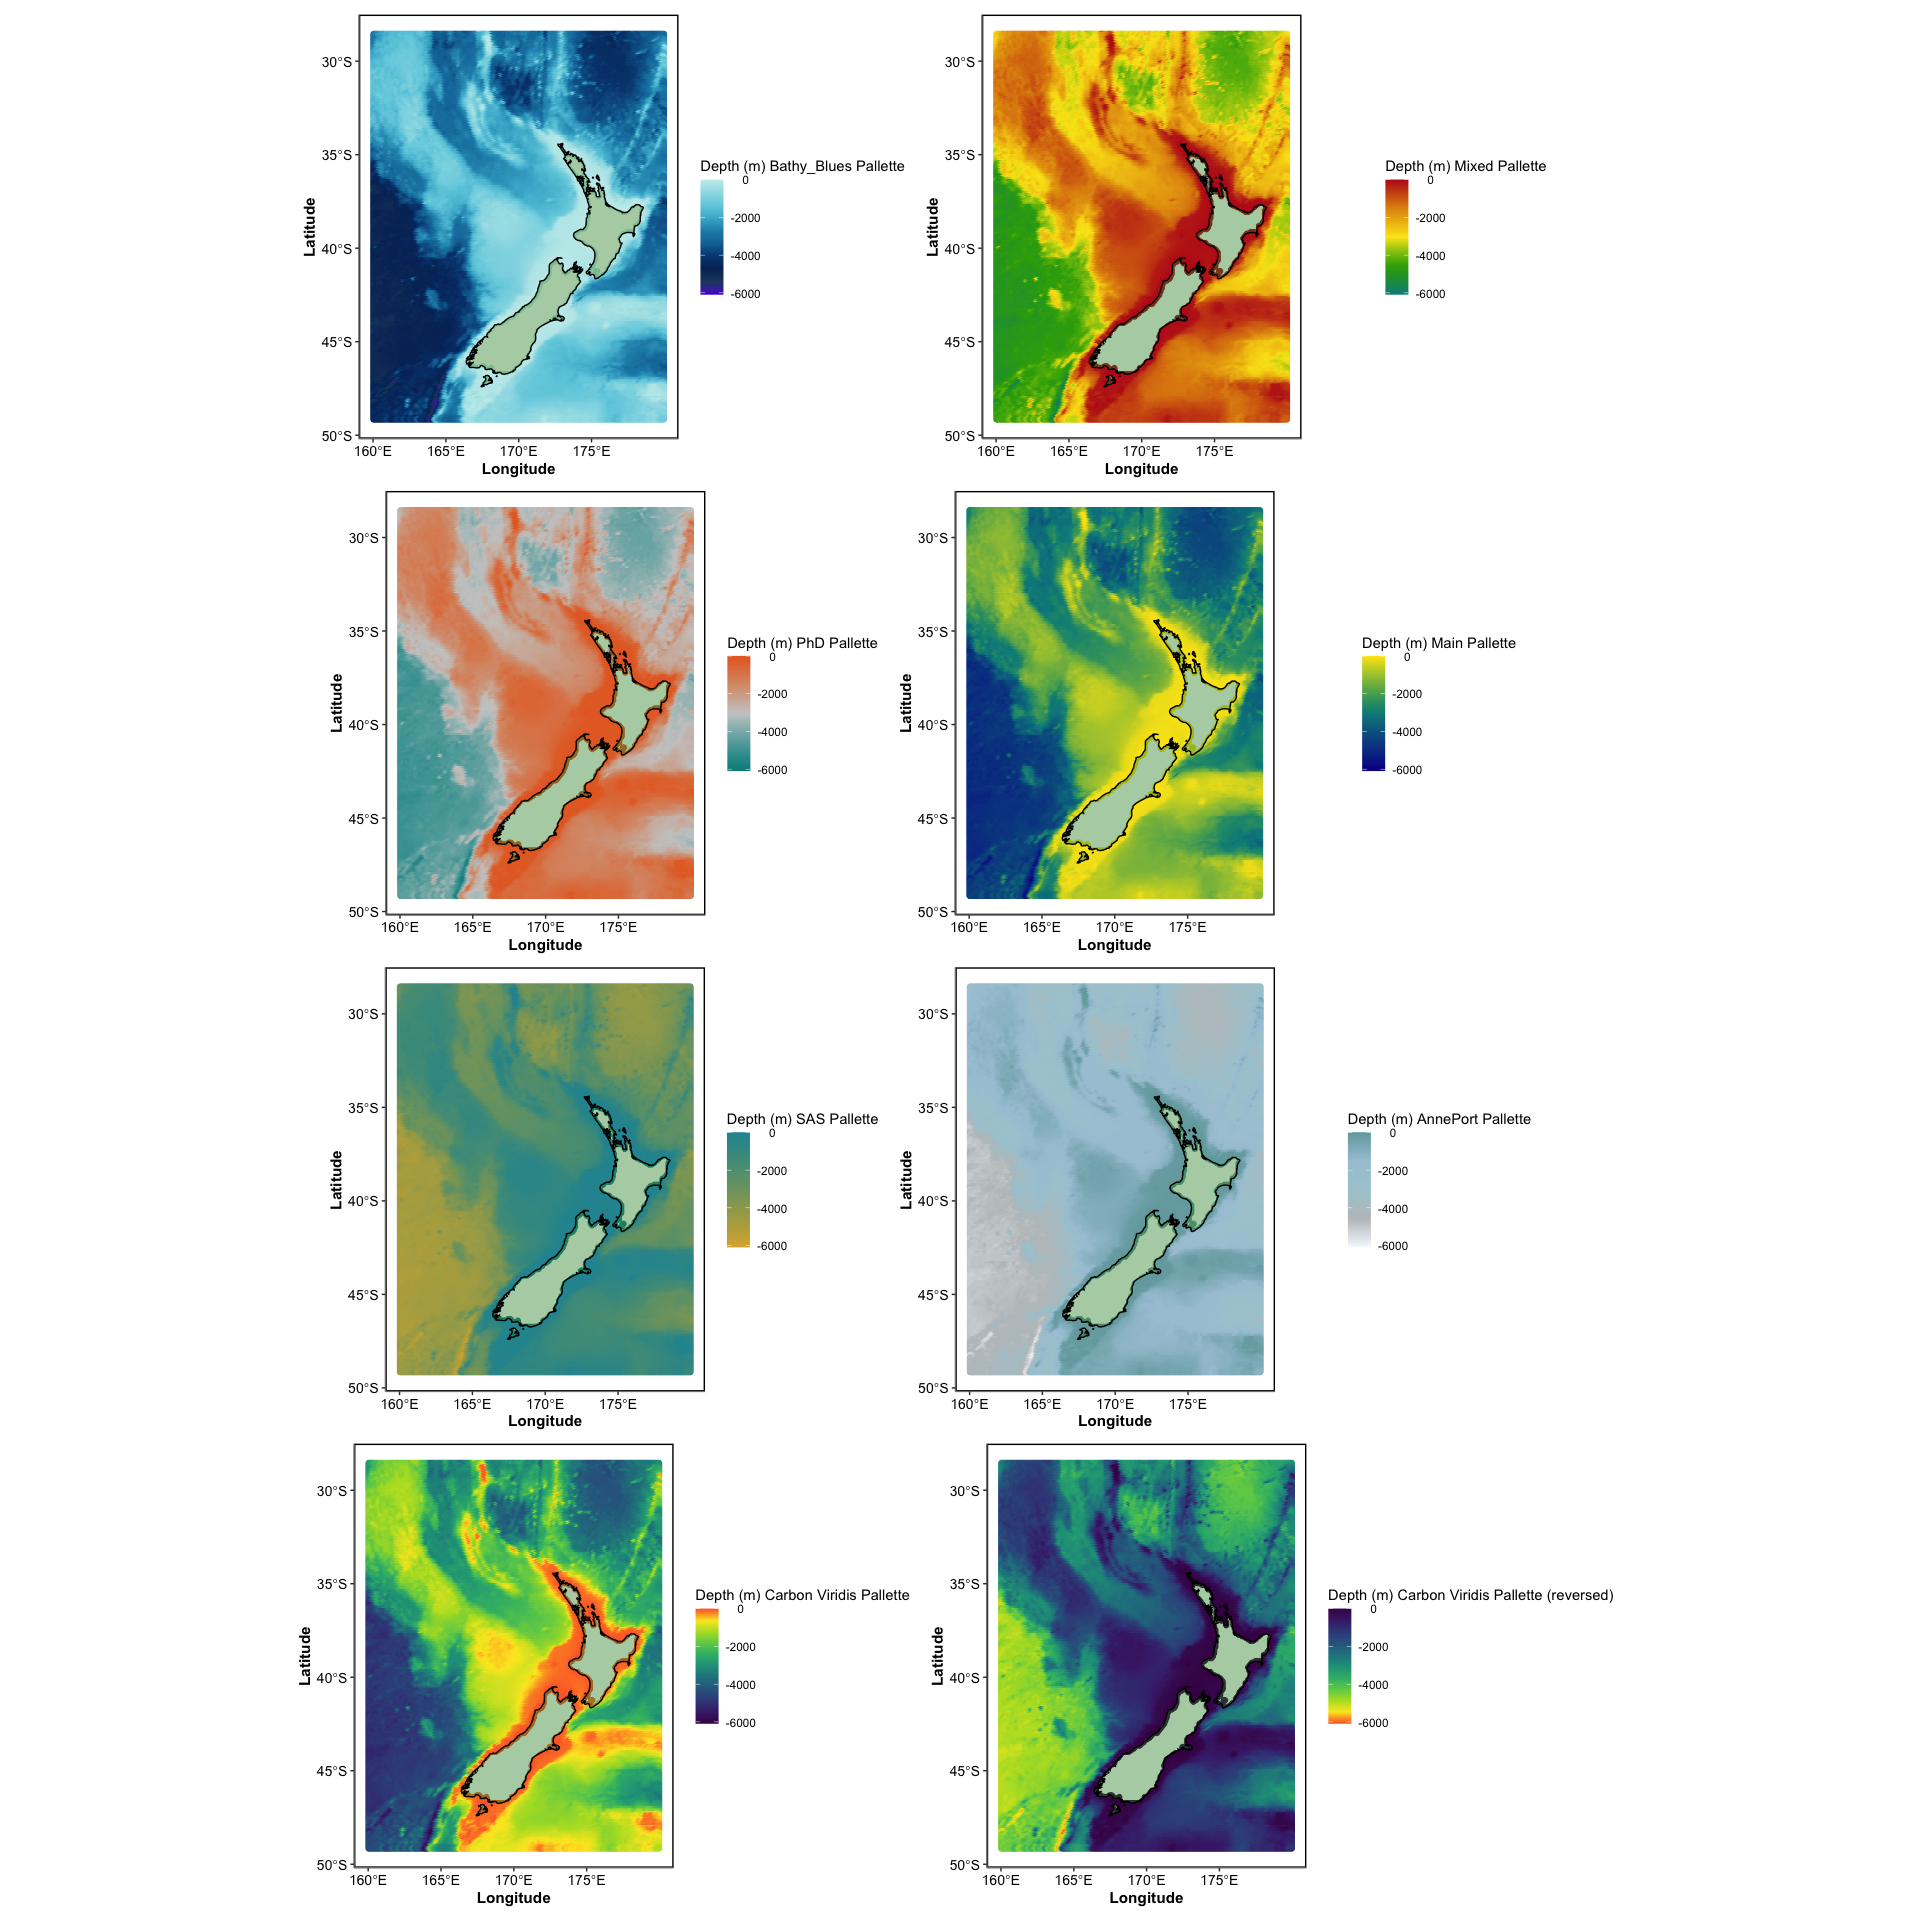 30°S
35°S
40°S
45°S
50°S
160°E 165°E 170°E 175°E
Longitude
Latitude
Depth (m) Bathy_Blues Pallette
0
-2000
-4000
-6000
30°S
35°S
40°S
45°S
50°S
160°E 165°E 170°E 175°E
Longitude
Latitude
Depth (m) Mixed Pallette
0
-2000
-4000
-6000
30°S
35°S
40°S
45°S
50°S
160°E 165°E 170°E 175°E
Longitude
Latitude
Depth (m) PhD Pallette
0
-2000
-4000
-6000
30°S
35°S
40°S
45°S
50°S
160°E 165°E 170°E 175°E
Longitude
Latitude
Depth (m) Main Pallette
0
-2000
-4000
-6000
30°S
35°S
40°S
45°S
50°S
160°E 165°E 170°E 175°E
Longitude
Latitude
Depth (m) SAS Pallette
0
-2000
-4000
-6000
30°S
35°S
40°S
45°S
50°S
160°E 165°E 170°E 175°E
Longitude
Latitude
Depth (m) AnnePort Pallette
0
-2000
-4000
-6000
30°S
35°S
40°S
45°S
50°S
160°E 165°E 170°E 175°E
Longitude
Latitude
Depth (m) Carbon Viridis Pallette
0
-2000
-4000
-6000
30°S
35°S
40°S
45°S
50°S
160°E 165°E 170°E 175°E
Longitude
Latitude
Depth (m) Carbon Viridis Pallette (reversed)
0
-2000
-4000
-6000